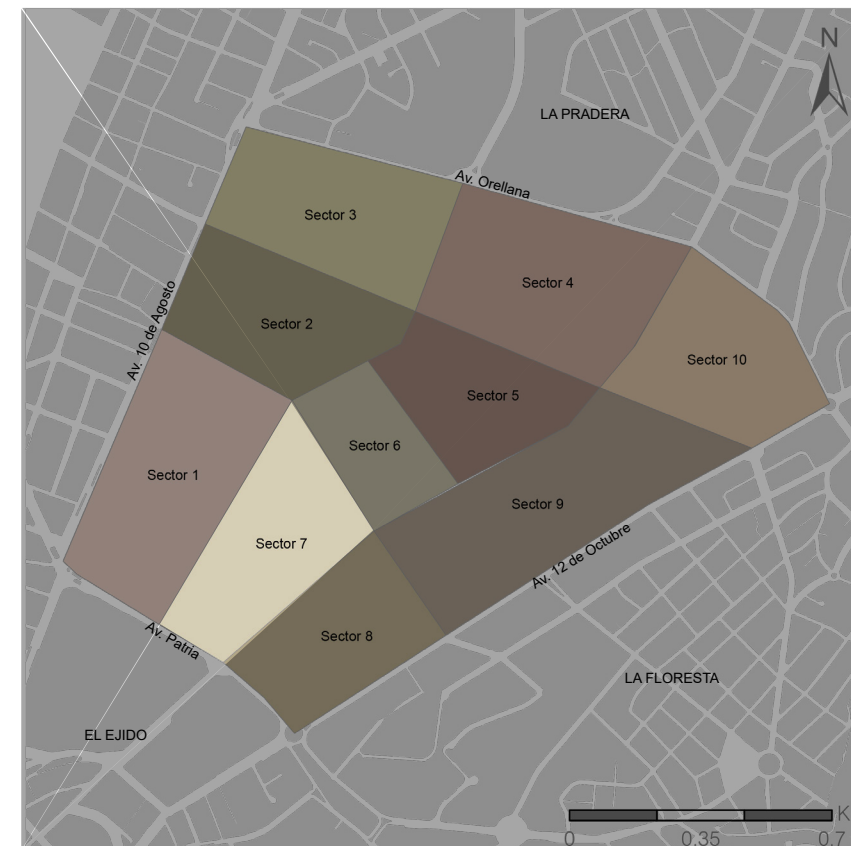 N
LA PRADERA
Av. Orellana
Sector 3
Sector 4
Av. 10 de Agosto
Sector 2
Sector 10
Sector 5
Sector 6
Sector 1
Sector 9
Sector 7
Av. 12 de Octubre
Av. Patria
Sector 8
LA FLORESTA
EL EJIDO
K
0 0,35 0,7